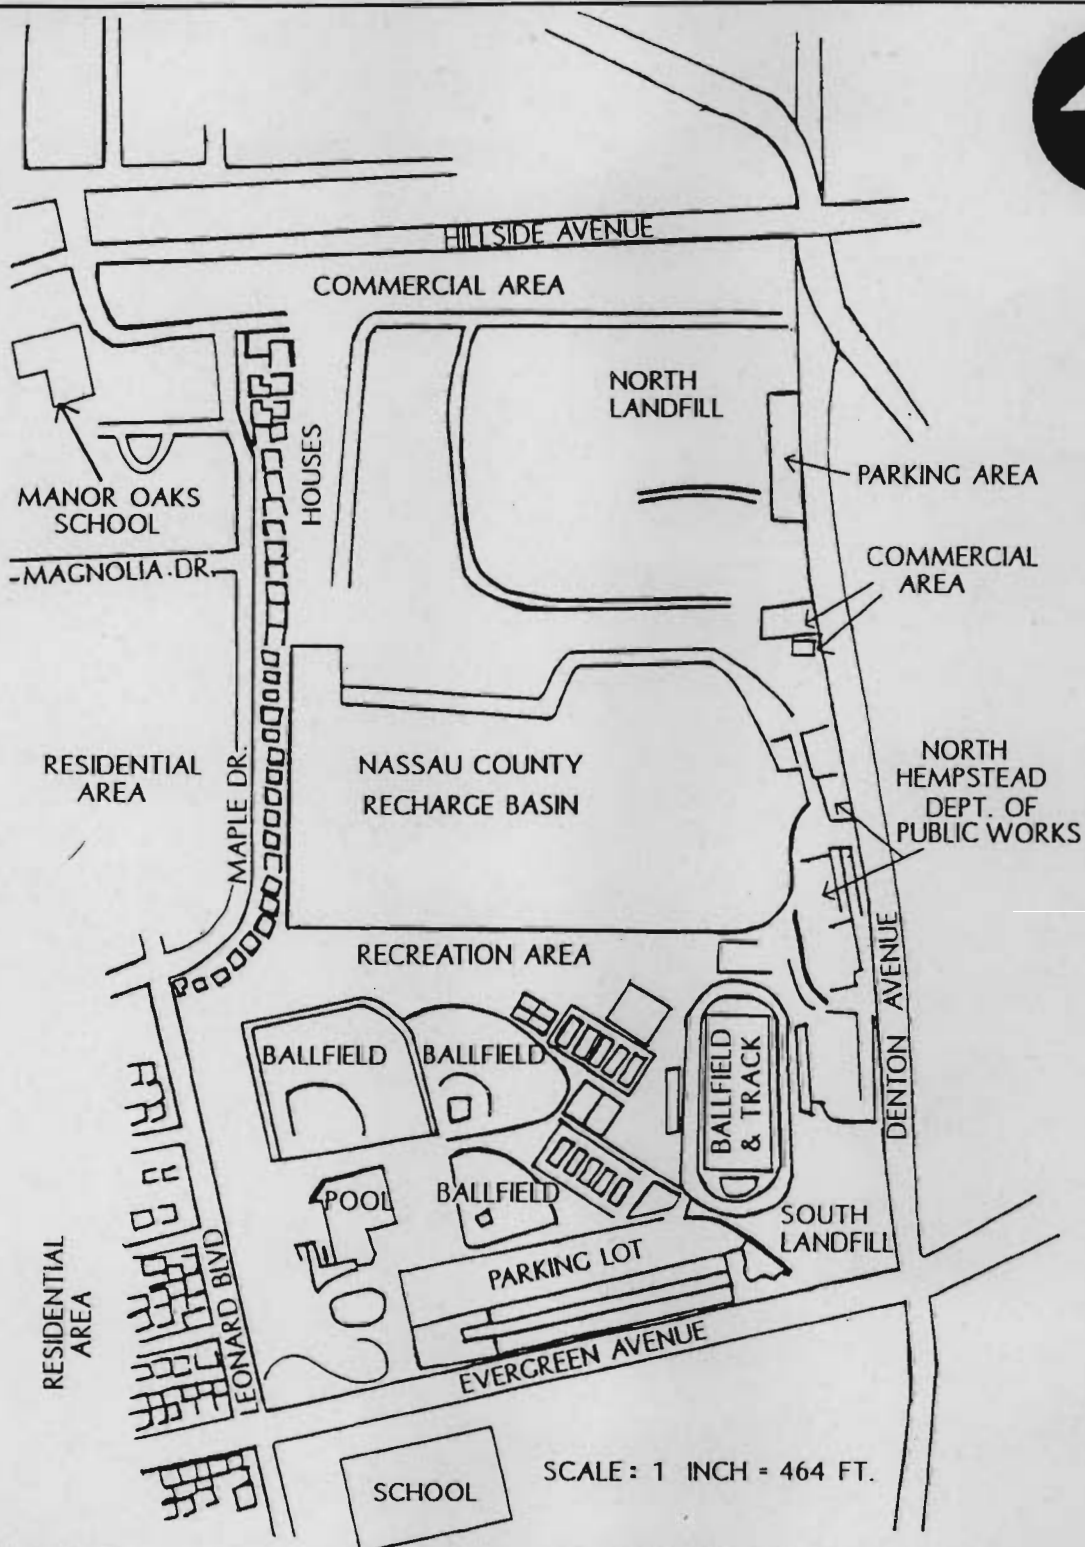 HILLSIDE AVENUE
COMMERCIAL AREA
NORTH
LANDFILL
HOUSES
PARKING AREA
MANOR OAKS
SCHOOL
MAGNOLIA DR.
COMMERCIAL
AREA
RESIDENTIAL
AREA
MAPLE DR.
NASSAU COUNTY
RECHARGE BASIN
NORTH
HEMPSTEAD
DEPT. OF
PUBLIC WORKS
RECREATION AREA
DENTON AVENUE
BALLFIELD
BALLFIELD
BALLFIELD
& TRACK
POOL
BALLFIELD
SOUTH
LANDFILL
PARKING LOT
RESIDENTIAL
AREA
LEONARD BLVD
EVERGREEN AVENUE
SCHOOL
SCALE: 1 INCH = 464 FT.